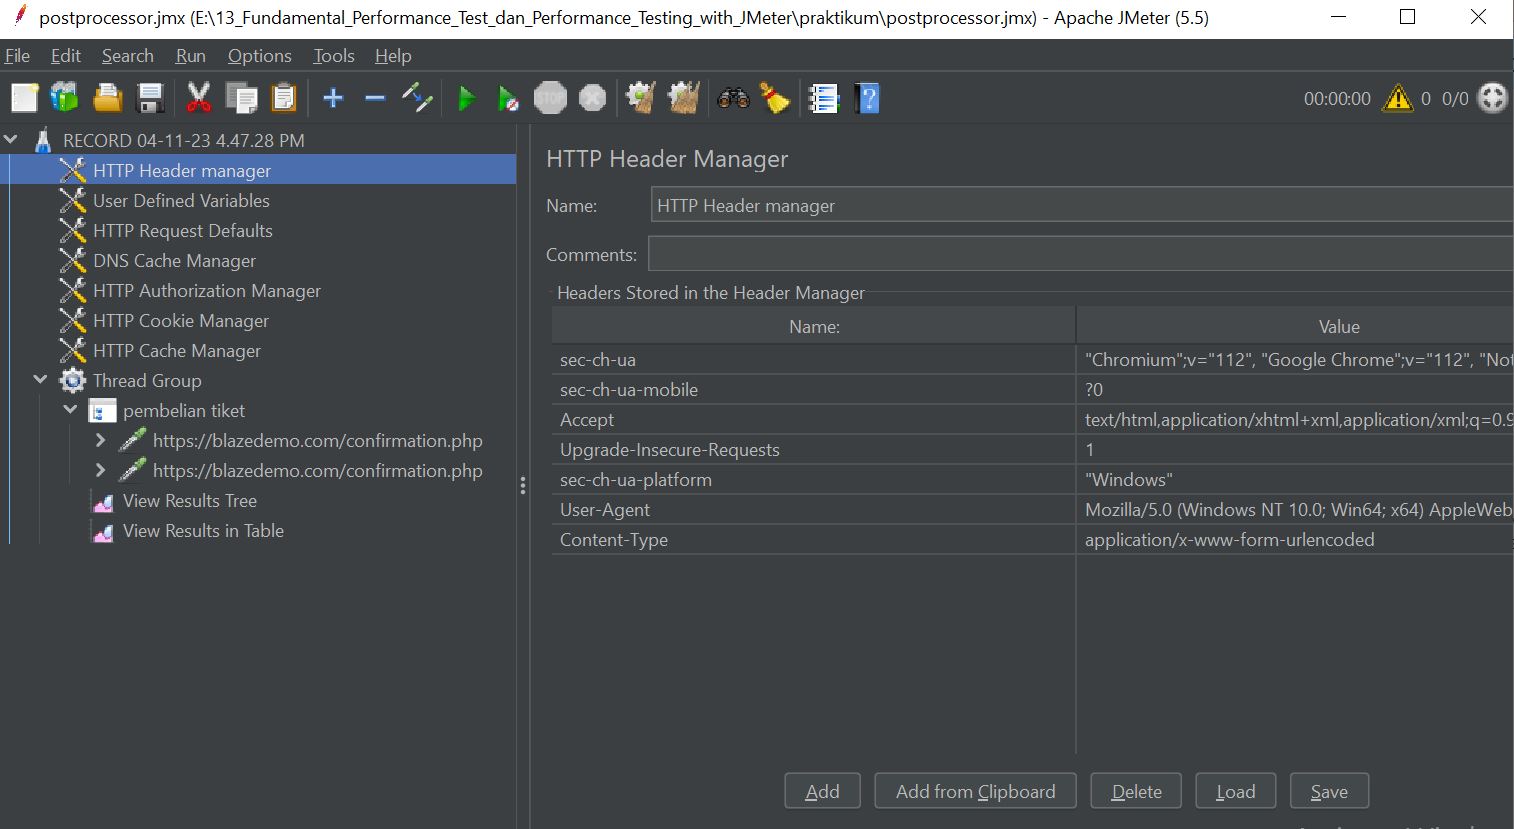 postprocessor.jmx (E:\13_Fundamental_Performance_Test_dan_Performance_Testing_with_JMeter\praktikum\postprocessor.jmx) - Apache JMeter (5.5)
File Edit Search Run Options Tools Help
STOP 00:00:00 0 0/0
RECORD 04-11-23 4.47.28 PM
HTTP Header manager
User Defined Variables
HTTP Request Defaults
DNS Cache Manager
HTTP Authorization Manager
HTTP Cookie Manager
HTTP Cache Manager
Thread Group
pembelian tiket
https://blazedemo.com/confirmation.php
https://blazedemo.com/confirmation.php
View Results Tree
View Results in Table
HTTP Header Manager
Name: HTTP Header manager
Comments:
Headers Stored in the Header Manager
Name: Value
sec-ch-ua "Chromium";v="112", "Google Chrome";v="112", "Not
sec-ch-ua-mobile ?0
Accept text/html,application/xhtml+xml,application/xml;q=0.9
Upgrade-Insecure-Requests 1
sec-ch-ua-platform "Windows"
User-Agent Mozilla/5.0 (Windows NT 10.0; Win64; x64) AppleWeb
Content-Type application/x-www-form-urlencoded
Add Add from Clipboard Delete Load Save